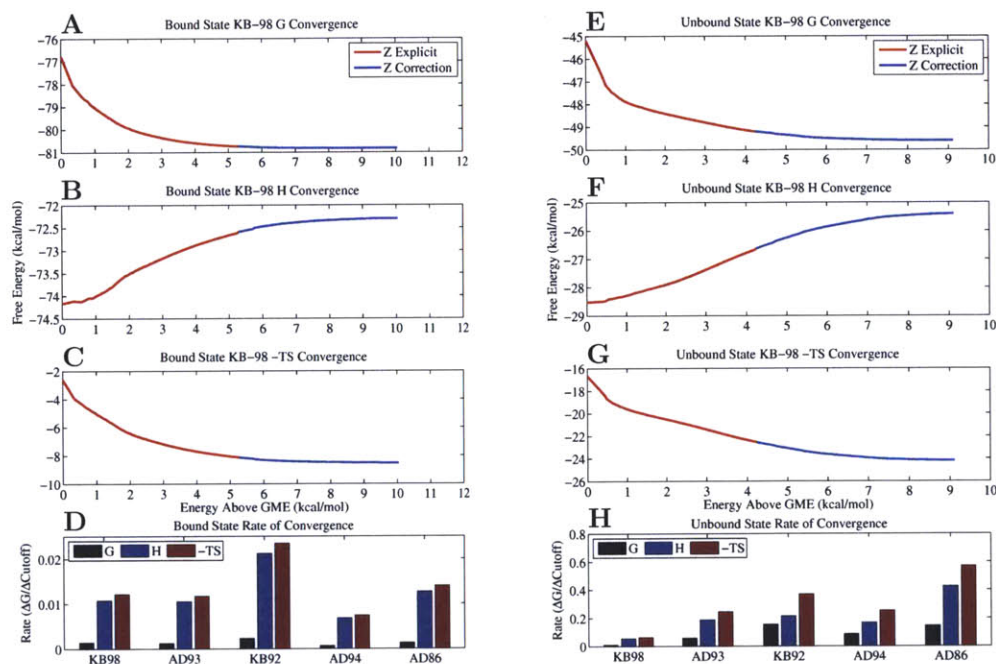 A
Bound State KB-98 G Convergence
-76
-77
-78
-79
-80
-81
0 1 2 3 4 5 6 7 8 9 10 11 12
Z Explicit
Z Correction
B
Bound State KB-98 H Convergence
Free Energy (kcal/mol)
-72
-72.5
-73
-73.5
-74
-74.5
0 1 2 3 4 5 6 7 8 9 10 11 12
C
Bound State KB-98 -TS Convergence
-2
-4
-6
-8
-10
0 1 2 3 4 5 6 7 8 9 10 11 12
Energy Above GME (kcal/mol)
D
Bound State Rate of Convergence
Rate (ΔG/ΔCutoff)
0.02
0.01
0
G H -TS
KB98 AD93 KB92 AD94 AD86
E
Unbound State KB-98 G Convergence
-45
-46
-47
-48
-49
-50
0 1 2 3 4 5 6 7 8 9 10
Z Explicit
Z Correction
F
Unbound State KB-98 H Convergence
Free Energy (kcal/mol)
-25
-26
-27
-28
-29
0 1 2 3 4 5 6 7 8 9 10
G
Unbound State KB-98 -TS Convergence
-16
-18
-20
-22
-24
-26
0 1 2 3 4 5 6 7 8 9 10
Energy Above GME (kcal/mol)
H
Unbound State Rate of Convergence
Rate (ΔG/ΔCutoff)
0.8
0.6
0.4
0.2
0
G H -TS
KB98 AD93 KB92 AD94 AD86